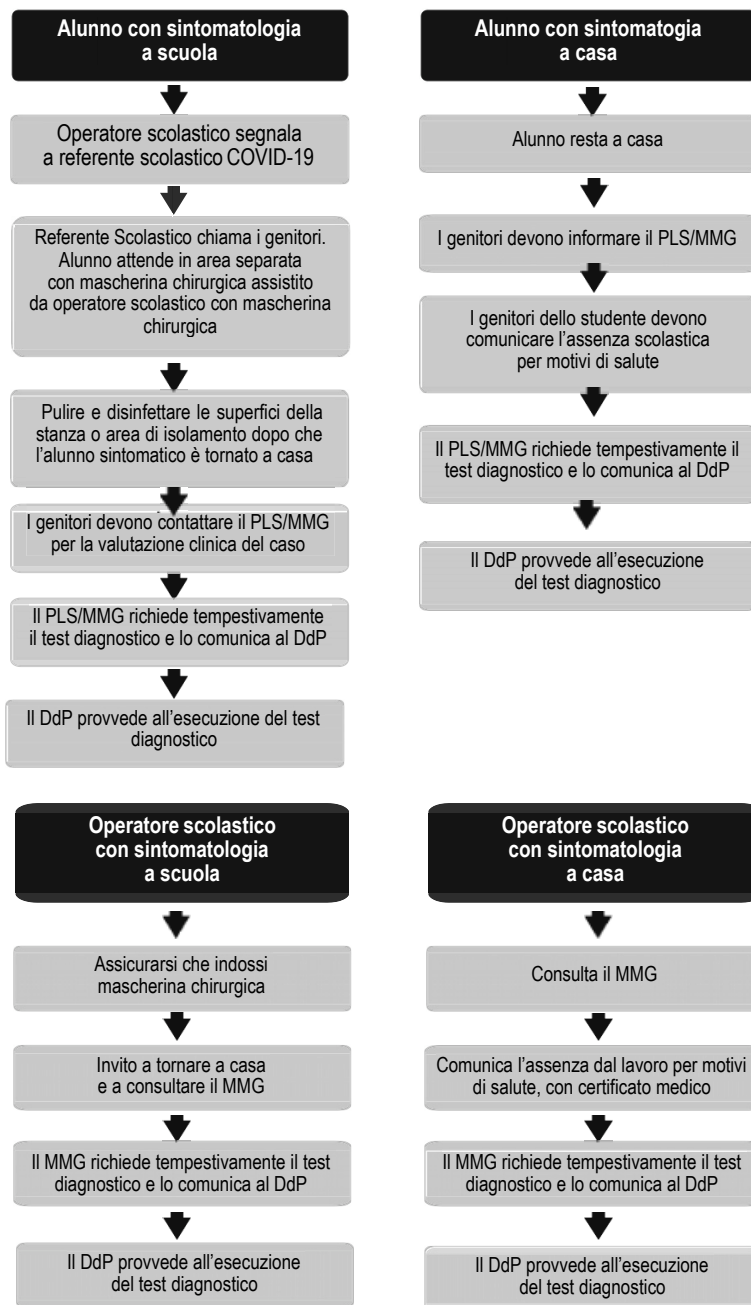 Alunno con sintomatologia
a scuola
Operatore scolastico segnala
a referente scolastico COVID-19
Referente Scolastico chiama i genitori.
Alunno attende in area separata
con mascherina chirurgica assistito
da operatore scolastico con mascherina
chirurgica
Pulire e disinfettare le superfici della
stanza o area di isolamento dopo che
l'alunno sintomatico è tornato a casa
I genitori devono contattare il PLS/MMG
per la valutazione clinica del caso
Il PLS/MMG richiede tempestivamente
il test diagnostico e lo comunica al DdP
Il DdP provvede all'esecuzione del test
diagnostico
Alunno con sintomatogia
a casa
Alunno resta a casa
I genitori devono informare il PLS/MMG
I genitori dello studente devono
comunicare l'assenza scolastica
per motivi di salute
Il PLS/MMG richiede tempestivamente il
test diagnostico e lo comunica al DdP
Il DdP provvede all'esecuzione
del test diagnostico
Operatore scolastico
con sintomatologia
a scuola
Assicurarsi che indossi
mascherina chirurgica
Invito a tornare a casa
e a consultare il MMG
Il MMG richiede tempestivamente il test
diagnostico e lo comunica al DdP
Il DdP provvede all'esecuzione
del test diagnostico
Operatore scolastico
con sintomatologia
a casa
Consulta il MMG
Comunica l'assenza dal lavoro per motivi
di salute, con certificato medico
Il MMG richiede tempestivamente il test
diagnostico e lo comunica al DdP
Il DdP provvede all'esecuzione
del test diagnostico